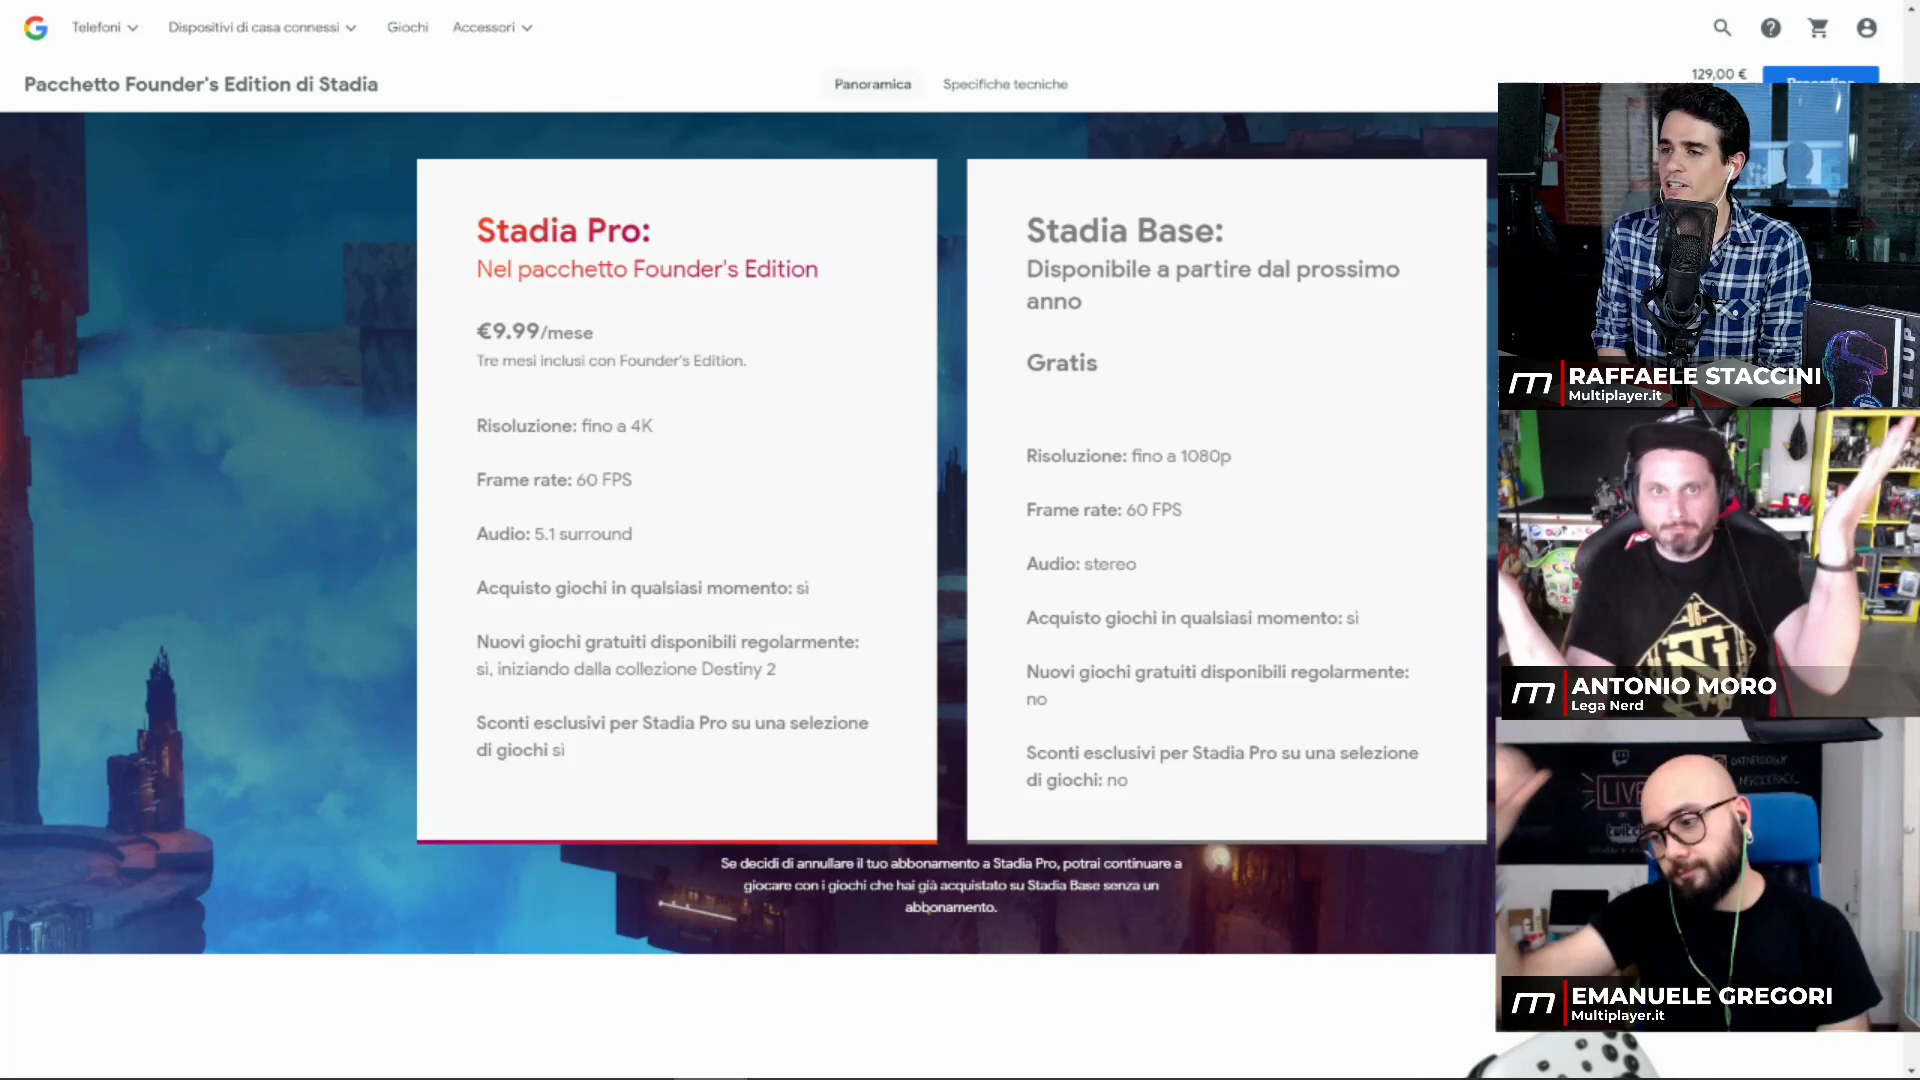 Telefoni
Dispositivi di casa connessi
Giochi
Accessori
Pacchetto Founder's Edition di Stadia
Panoramica
Specifiche tecniche
129,00 €
Stadia Pro:
Nel pacchetto Founder's Edition
€9.99/mese
Tre mesi inclusi con Founder's Edition.
Risoluzione: fino a 4K
Frame rate: 60 FPS
Audio: 5.1 surround
Acquisto giochi in qualsiasi momento: sì
Nuovi giochi gratuiti disponibili regolarmente:
sì, iniziando dalla collezione Destiny 2
Sconti esclusivi per Stadia Pro su una selezione
di giochi sì
Stadia Base:
Disponibile a partire dal prossimo
anno
Gratis
Risoluzione: fino a 1080p
Frame rate: 60 FPS
Audio: stereo
Acquisto giochi in qualsiasi momento: sì
Nuovi giochi gratuiti disponibili regolarmente:
no
Sconti esclusivi per Stadia Pro su una selezione
di giochi: no
Se decidi di annullare il tuo abbonamento a Stadia Pro, potrai continuare a
giocare con i giochi che hai già acquistato su Stadia Base senza un
abbonamento.
RAFFAELE STACCINI
Multiplayer.it
ANTONIO MORO
Lega Nerd
LIVE
twitch
EMANUELE GREGORI
Multiplayer.it